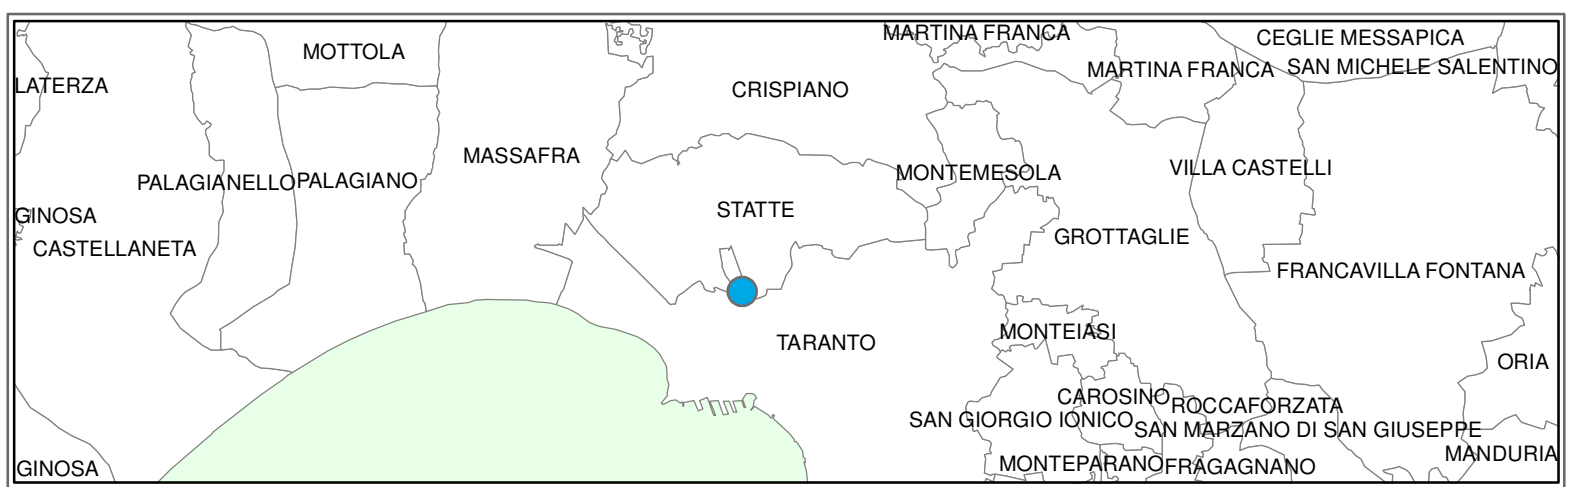 MARTINA FRANCA
CEGLIE MESSAPICA
MOTTOLA
MARTINA FRANCA
SAN MICHELE SALENTINO
LATERZA
CRISPIANO
MASSAFRA
VILLA CASTELLI
MONTEMESOLA
PALAGIANELLO
PALAGIANO
STATTE
GINOSA
GROTTAGLIE
CASTELLANETA
FRANCAVILLA FONTANA
MONTEIASI
TARANTO
ORIA
CAROSINO
ROCCAFORZATA
SAN GIORGIO IONICO
SAN MARZANO DI SAN GIUSEPPE
MANDURIA
MONTEPARANO
FRAGAGNANO
GINOSA